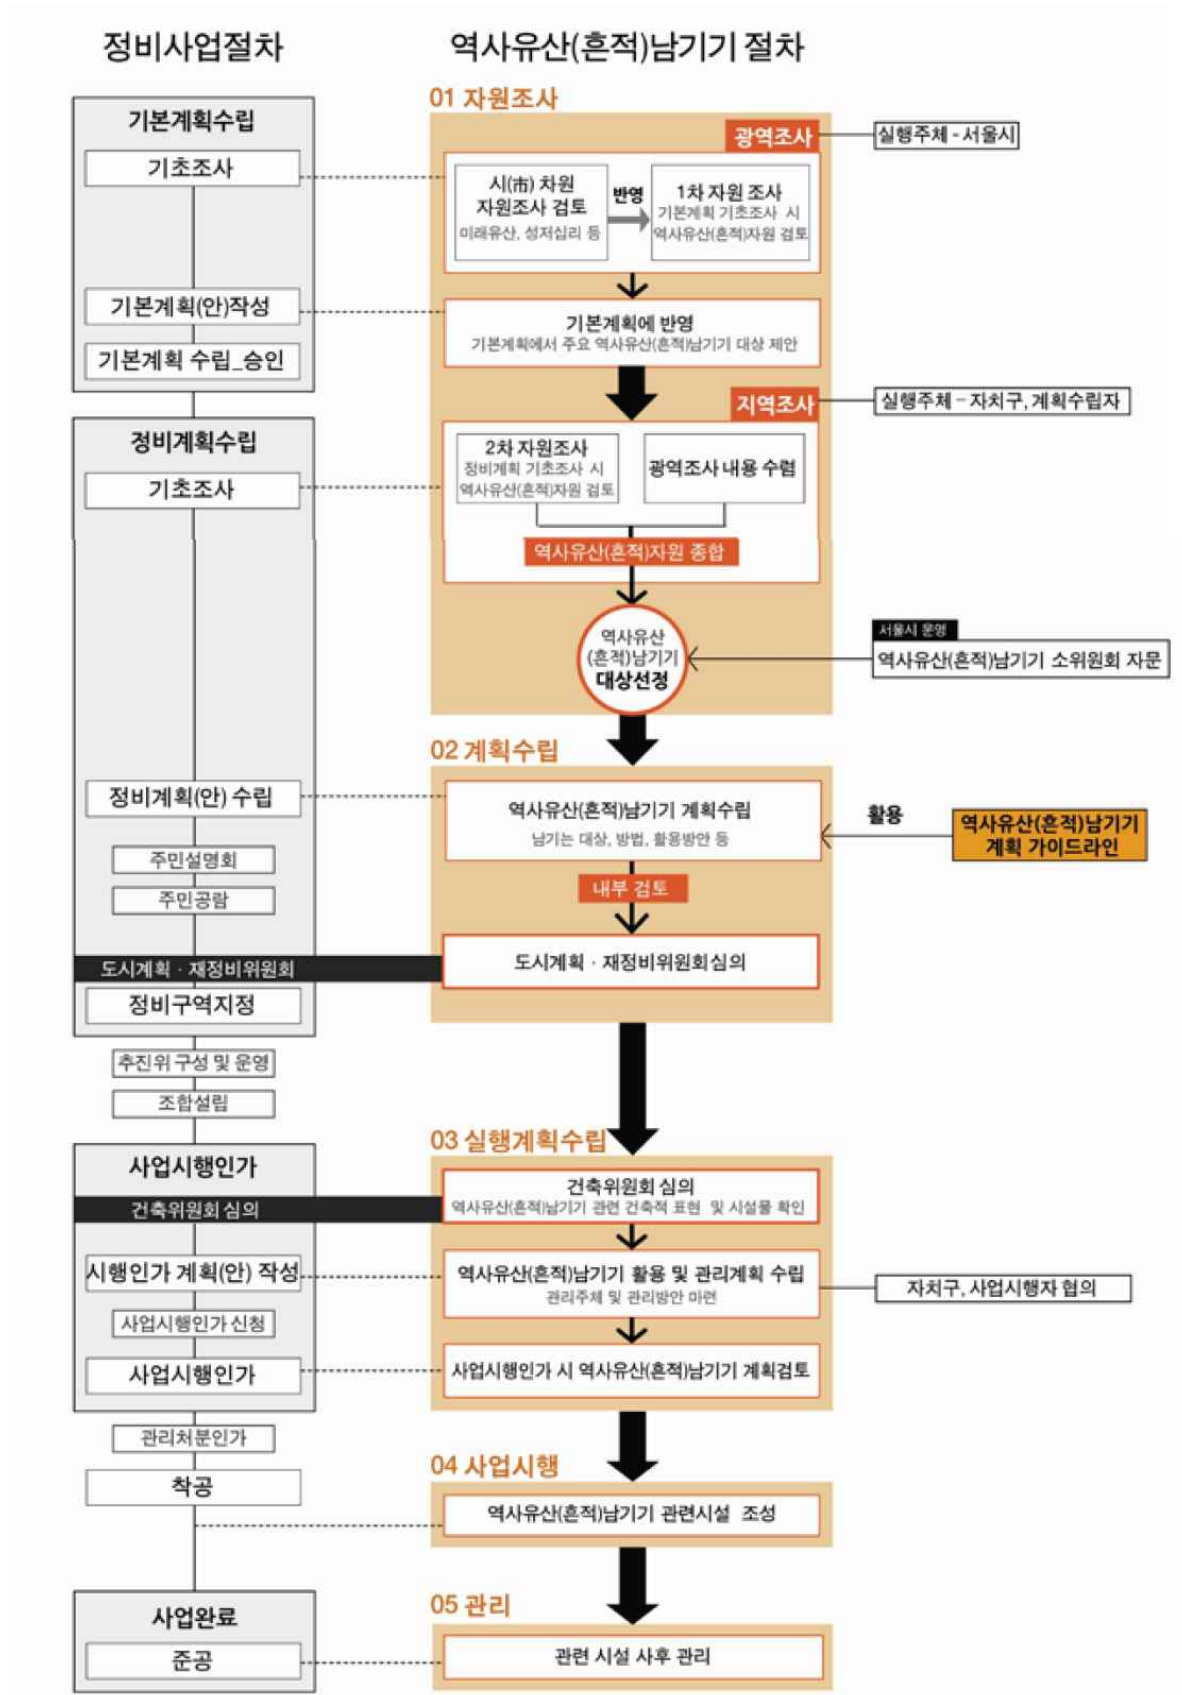 정비사업절차
역사유산(흔적)남기기 절차
기본계획수립
기초조사
기본계획(안)작성
기본계획 수립_승인
정비계획수립
기초조사
정비계획(안) 수립
주민설명회
주민공람
도시계획 · 재정비위원회
정비구역지정
추진위 구성 및 운영
조합설립
사업시행인가
건축위원회 심의
시행인가 계획(안) 작성
사업시행인가 신청
사업시행인가
관리처분인가
착공
사업완료
준공
01 자원조사
광역조사
실행주체 - 서울시
시(市) 차원
자원조사 검토
미래유산, 성저십리 등
반영
1차 자원 조사
기본계획 기초조사 시
역사유산(흔적)자원 검토
기본계획에 반영
기본계획에서 주요 역사유산(흔적)남기기 대상 제안
지역조사
실행주체 – 자치구, 계획수립자
2차 자원조사
정비계획 기초조사 시
역사유산(흔적)자원 검토
광역조사 내용 수렴
역사유산(흔적)자원 종합
역사유산
(흔적)남기기
대상선정
서울시 운영
역사유산(흔적)남기기 소위원회 자문
02 계획수립
역사유산(흔적)남기기 계획수립
남기는 대상, 방법, 활용방안 등
활용
역사유산(흔적)남기기
계획 가이드라인
내부 검토
도시계획 · 재정비위원회심의
03 실행계획수립
건축위원회 심의
역사유산(흔적)남기기 관련 건축적 표현 및 시설물 확인
역사유산(흔적)남기기 활용 및 관리계획 수립
관리주체 및 관리방안 마련
자치구, 사업시행자 협의
사업시행인가 시 역사유산(흔적)남기기 계획검토
04 사업시행
역사유산(흔적)남기기 관련시설 조성
05 관리
관련 시설 사후 관리